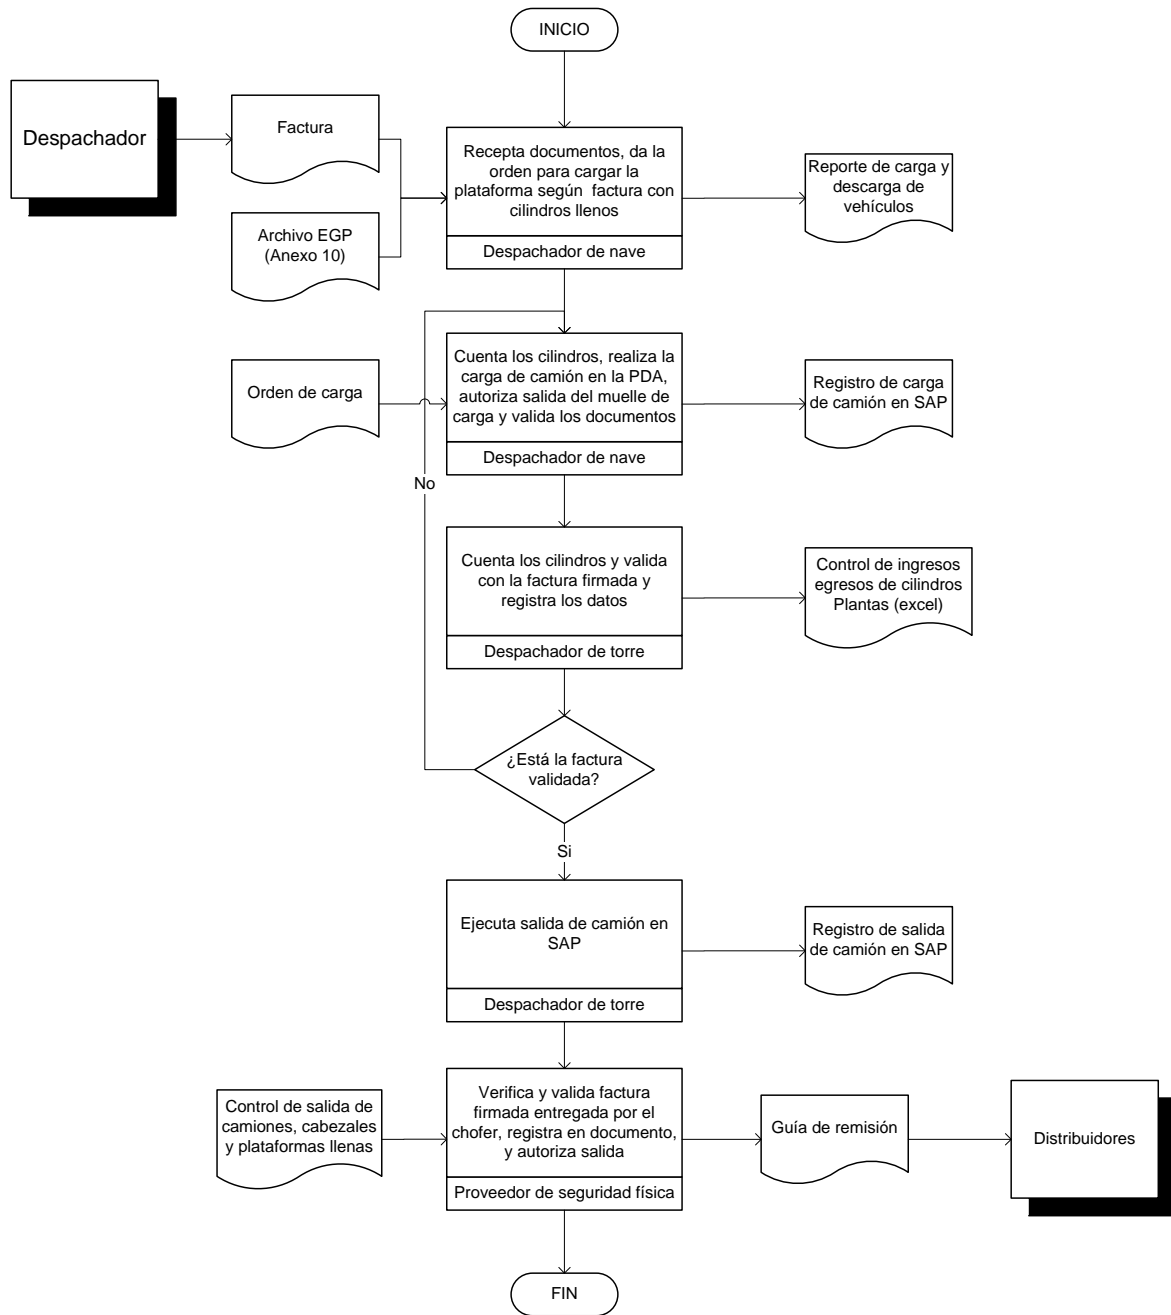 INICIO
Despachador
Factura
Archivo EGP
(Anexo 10)
Recepta documentos, da la
orden para cargar la
plataforma según factura con
cilindros llenos
Despachador de nave
Reporte de carga y
descarga de
vehículos
Orden de carga
Cuenta los cilindros, realiza la
carga de camión en la PDA,
autoriza salida del muelle de
carga y valida los documentos
Despachador de nave
Registro de carga
de camión en SAP
No
Cuenta los cilindros y valida
con la factura firmada y
registra los datos
Despachador de torre
Control de ingresos
egresos de cilindros
Plantas (excel)
¿Está la factura
validada?
Si
Ejecuta salida de camión en
SAP
Despachador de torre
Registro de salida
de camión en SAP
Control de salida de
camiones, cabezales
y plataformas llenas
Verifica y valida factura
firmada entregada por el
chofer, registra en documento,
y autoriza salida
Proveedor de seguridad física
Guía de remisión
Distribuidores
FIN